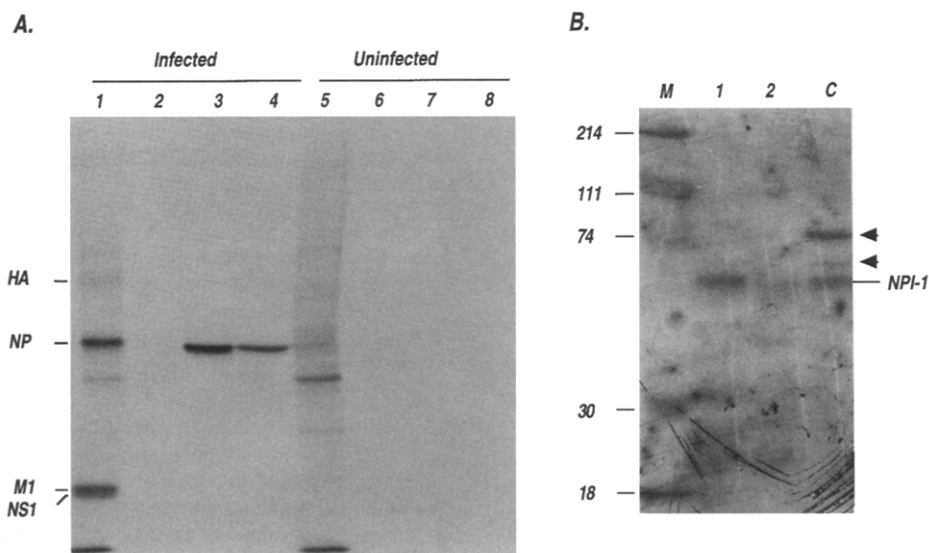 A.
Infected Uninfected
1 2 3 4 5 6 7 8
HA
NP
M1
NS1
B.
M 1 2 C
214
111
74
NPI-1
30
18